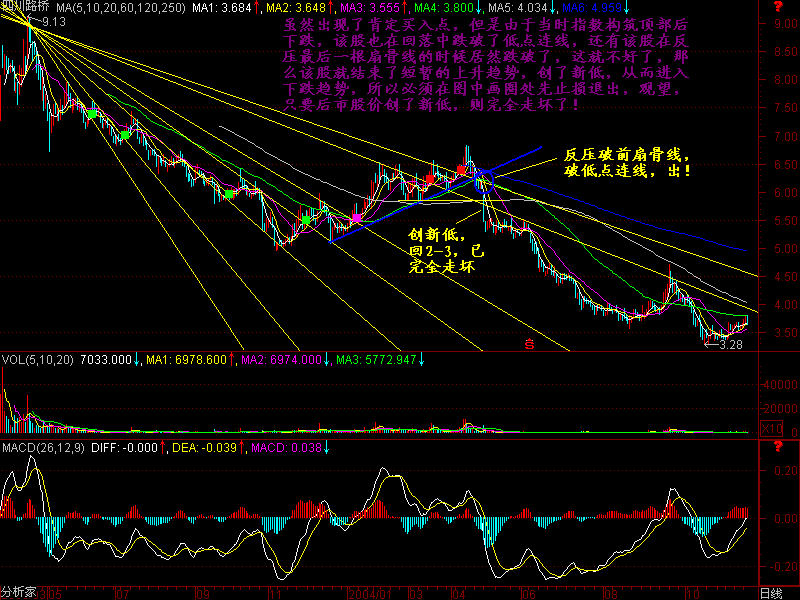 四川路桥 MA(5,10,20,60,120,250) MA1: 3.684↑, MA2: 3.648↑, MA3: 3.555↑, MA4: 3.800↓, MA5: 4.034↓, MA6: 4.959↓
9.13
虽然出现了肯定买入点，但是由于当时指数构筑顶部后
下跌，该股也在回落中跌破了低点连线，还有该股在反
压最后一根扇骨线的时候居然跌破了，这就不好了，那
么该股就结束了短暂的上升趋势，创了新低，从而进入
下跌趋势，所以必须在图中画圈处先止损退出，观望，
只要后市股价创了新低，则完全走坏了！
?
9.00
8.50
8.00
7.50
7.00
6.50
6.00
5.50
5.00
4.50
4.00
3.50
反压破前扇骨线，
破低点连线，出！
创新低，
回2-3，已
完全走坏
S
←3.28
VOL(5,10,20) 7033.000↓, MA1: 6978.600↑, MA2: 6974.000↓, MA3: 5772.947↓
40000
20000
X10
MACD(26,12,9) DIFF: -0.000↑, DEA: -0.039↑, MACD: 0.038↓
?
0.20
0.00
-0.20
分析家 05 07 09 11 2004/01 03 04 06 08 10 日线